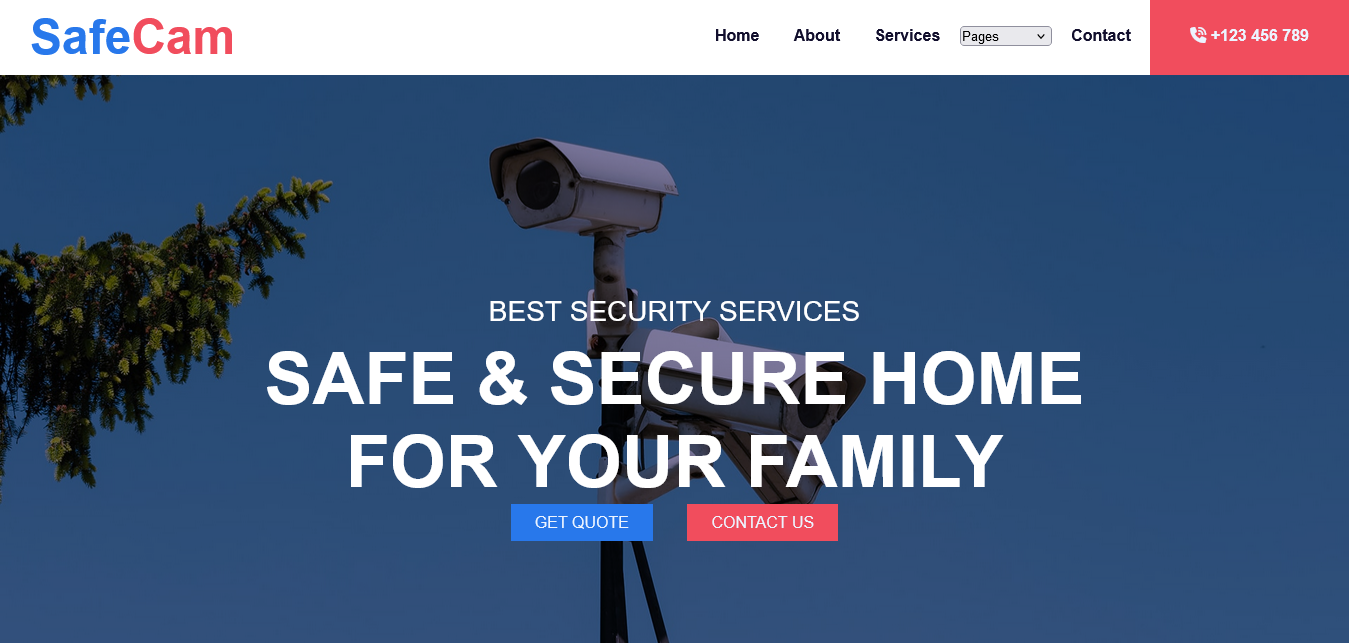 SafeCam
Home About Services Pages Contact +123 456 789
BEST SECURITY SERVICES
SAFE & SECURE HOME
FOR YOUR FAMILY
GET QUOTE CONTACT US